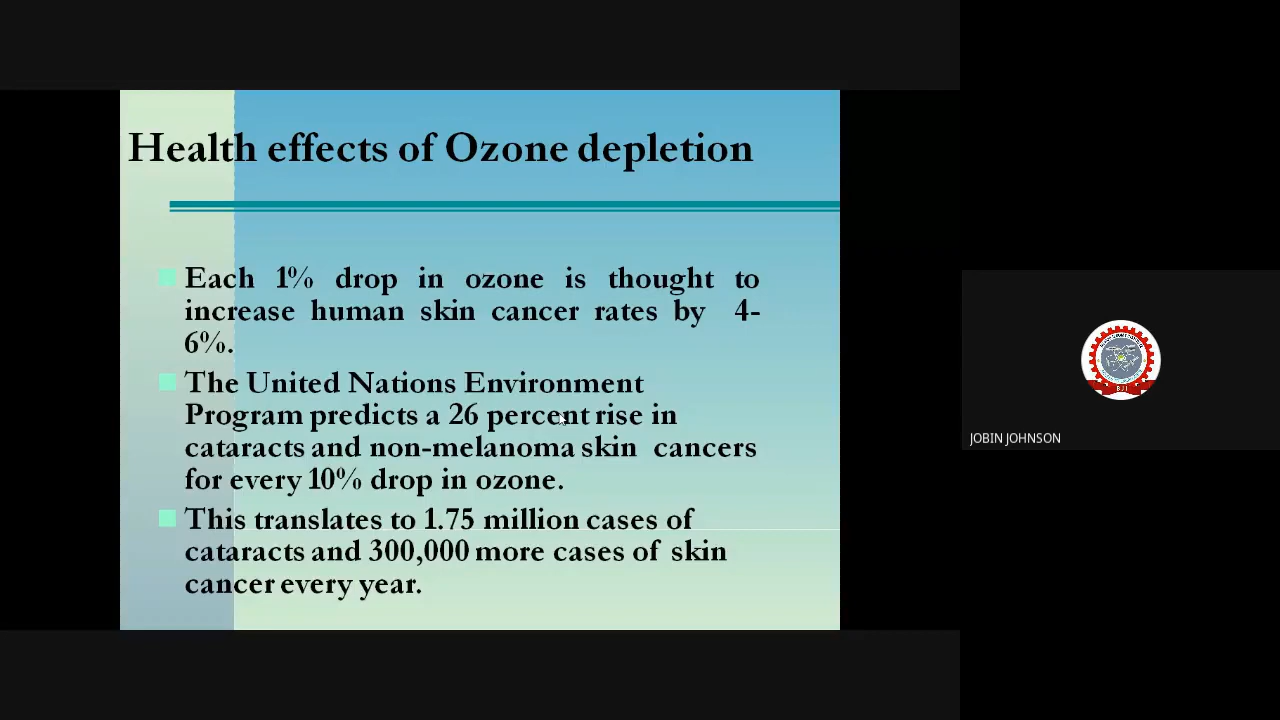 Health effects of Ozone depletion
Each 1% drop in ozone is thought to
increase human skin cancer rates by 4-
6%.
The United Nations Environment
Program predicts a 26 percent rise in
cataracts and non-melanoma skin cancers
for every 10% drop in ozone.
This translates to 1.75 million cases of
cataracts and 300,000 more cases of skin
cancer every year.
JOBIN JOHNSON